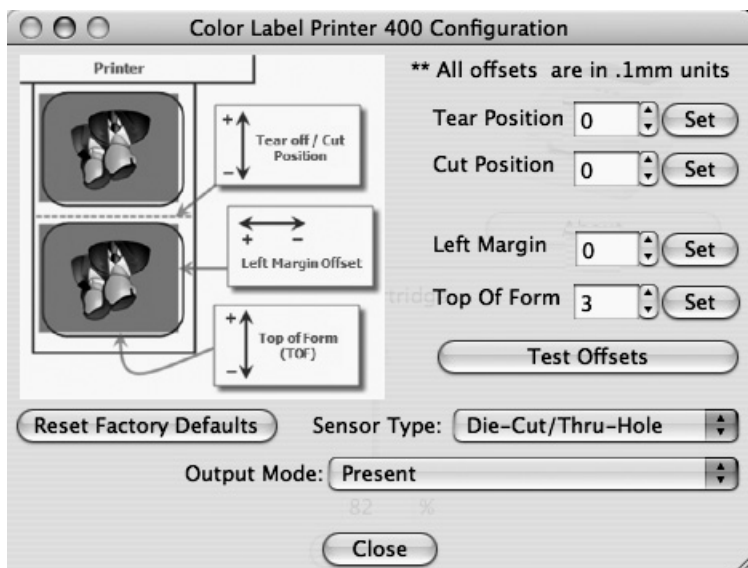 Color Label Printer 400 Configuration
Printer
+
Tear off / Cut
Position
−
+ −
Left Margin Offset
+
Top of Form
(TOF)
−
** All offsets are in .1mm units
Tear Position 0 Set
Cut Position 0 Set
Left Margin 0 Set
Top Of Form 3 Set
Test Offsets
Reset Factory Defaults
Sensor Type: Die-Cut/Thru-Hole
Output Mode: Present
82 %
Close